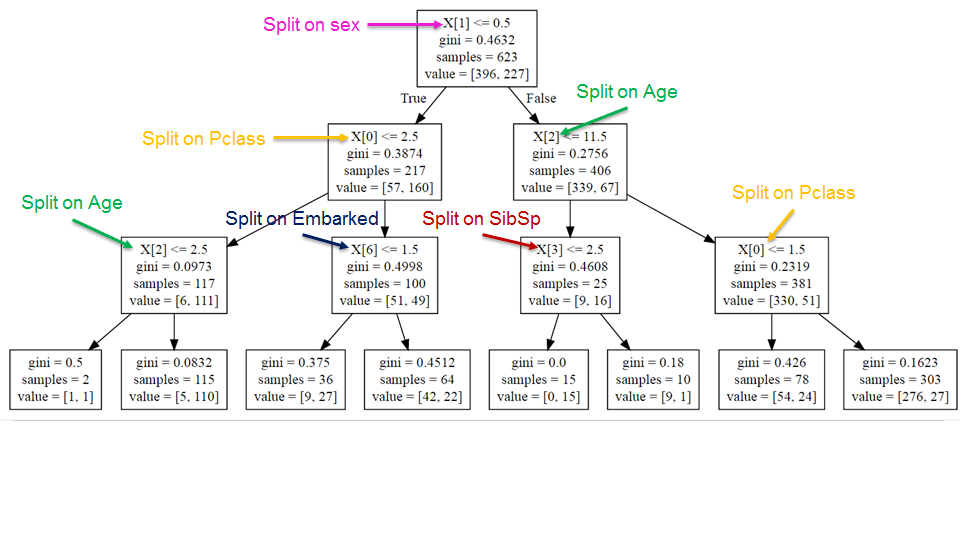 Split on sex
X[1] <= 0.5
gini = 0.4632
samples = 623
value = [396, 227]
True
False
Split on Age
Split on Pclass
X[0] <= 2.5
gini = 0.3874
samples = 217
value = [57, 160]
X[2] <= 11.5
gini = 0.2756
samples = 406
value = [339, 67]
Split on Pclass
Split on Age
Split on Embarked
Split on SibSp
X[2] <= 2.5
gini = 0.0973
samples = 117
value = [6, 111]
X[6] <= 1.5
gini = 0.4998
samples = 100
value = [51, 49]
X[3] <= 2.5
gini = 0.4608
samples = 25
value = [9, 16]
X[0] <= 1.5
gini = 0.2319
samples = 381
value = [330, 51]
gini = 0.5
samples = 2
value = [1, 1]
gini = 0.0832
samples = 115
value = [5, 110]
gini = 0.375
samples = 36
value = [9, 27]
gini = 0.4512
samples = 64
value = [42, 22]
gini = 0.0
samples = 15
value = [0, 15]
gini = 0.18
samples = 10
value = [9, 1]
gini = 0.426
samples = 78
value = [54, 24]
gini = 0.1623
samples = 303
value = [276, 27]